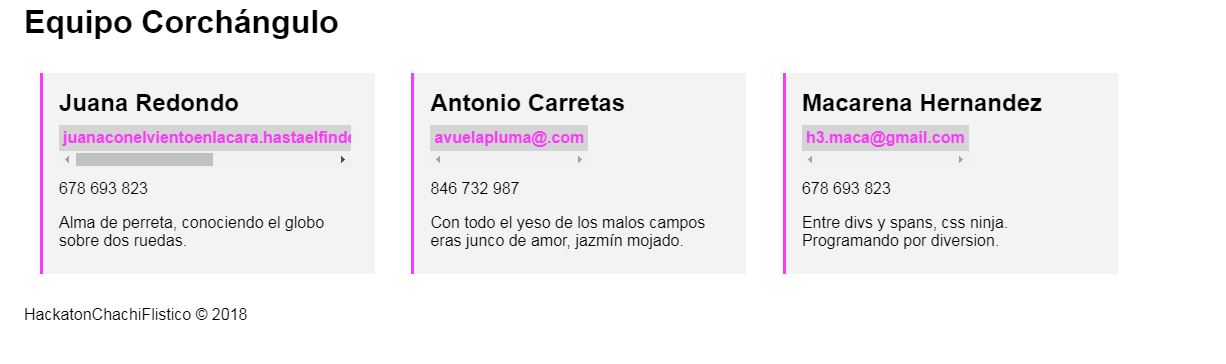 Equipo Corchángulo
Juana Redondo
juanaconelvientoenlacara.hastaelfinde
678 693 823
Alma de perreta, conociendo el globo
sobre dos ruedas.
Antonio Carretas
avuelapluma@.com
846 732 987
Con todo el yeso de los malos campos
eras junco de amor, jazmín mojado.
Macarena Hernandez
h3.maca@gmail.com
678 693 823
Entre divs y spans, css ninja.
Programando por diversion.
HackatonChachiFlistico © 2018